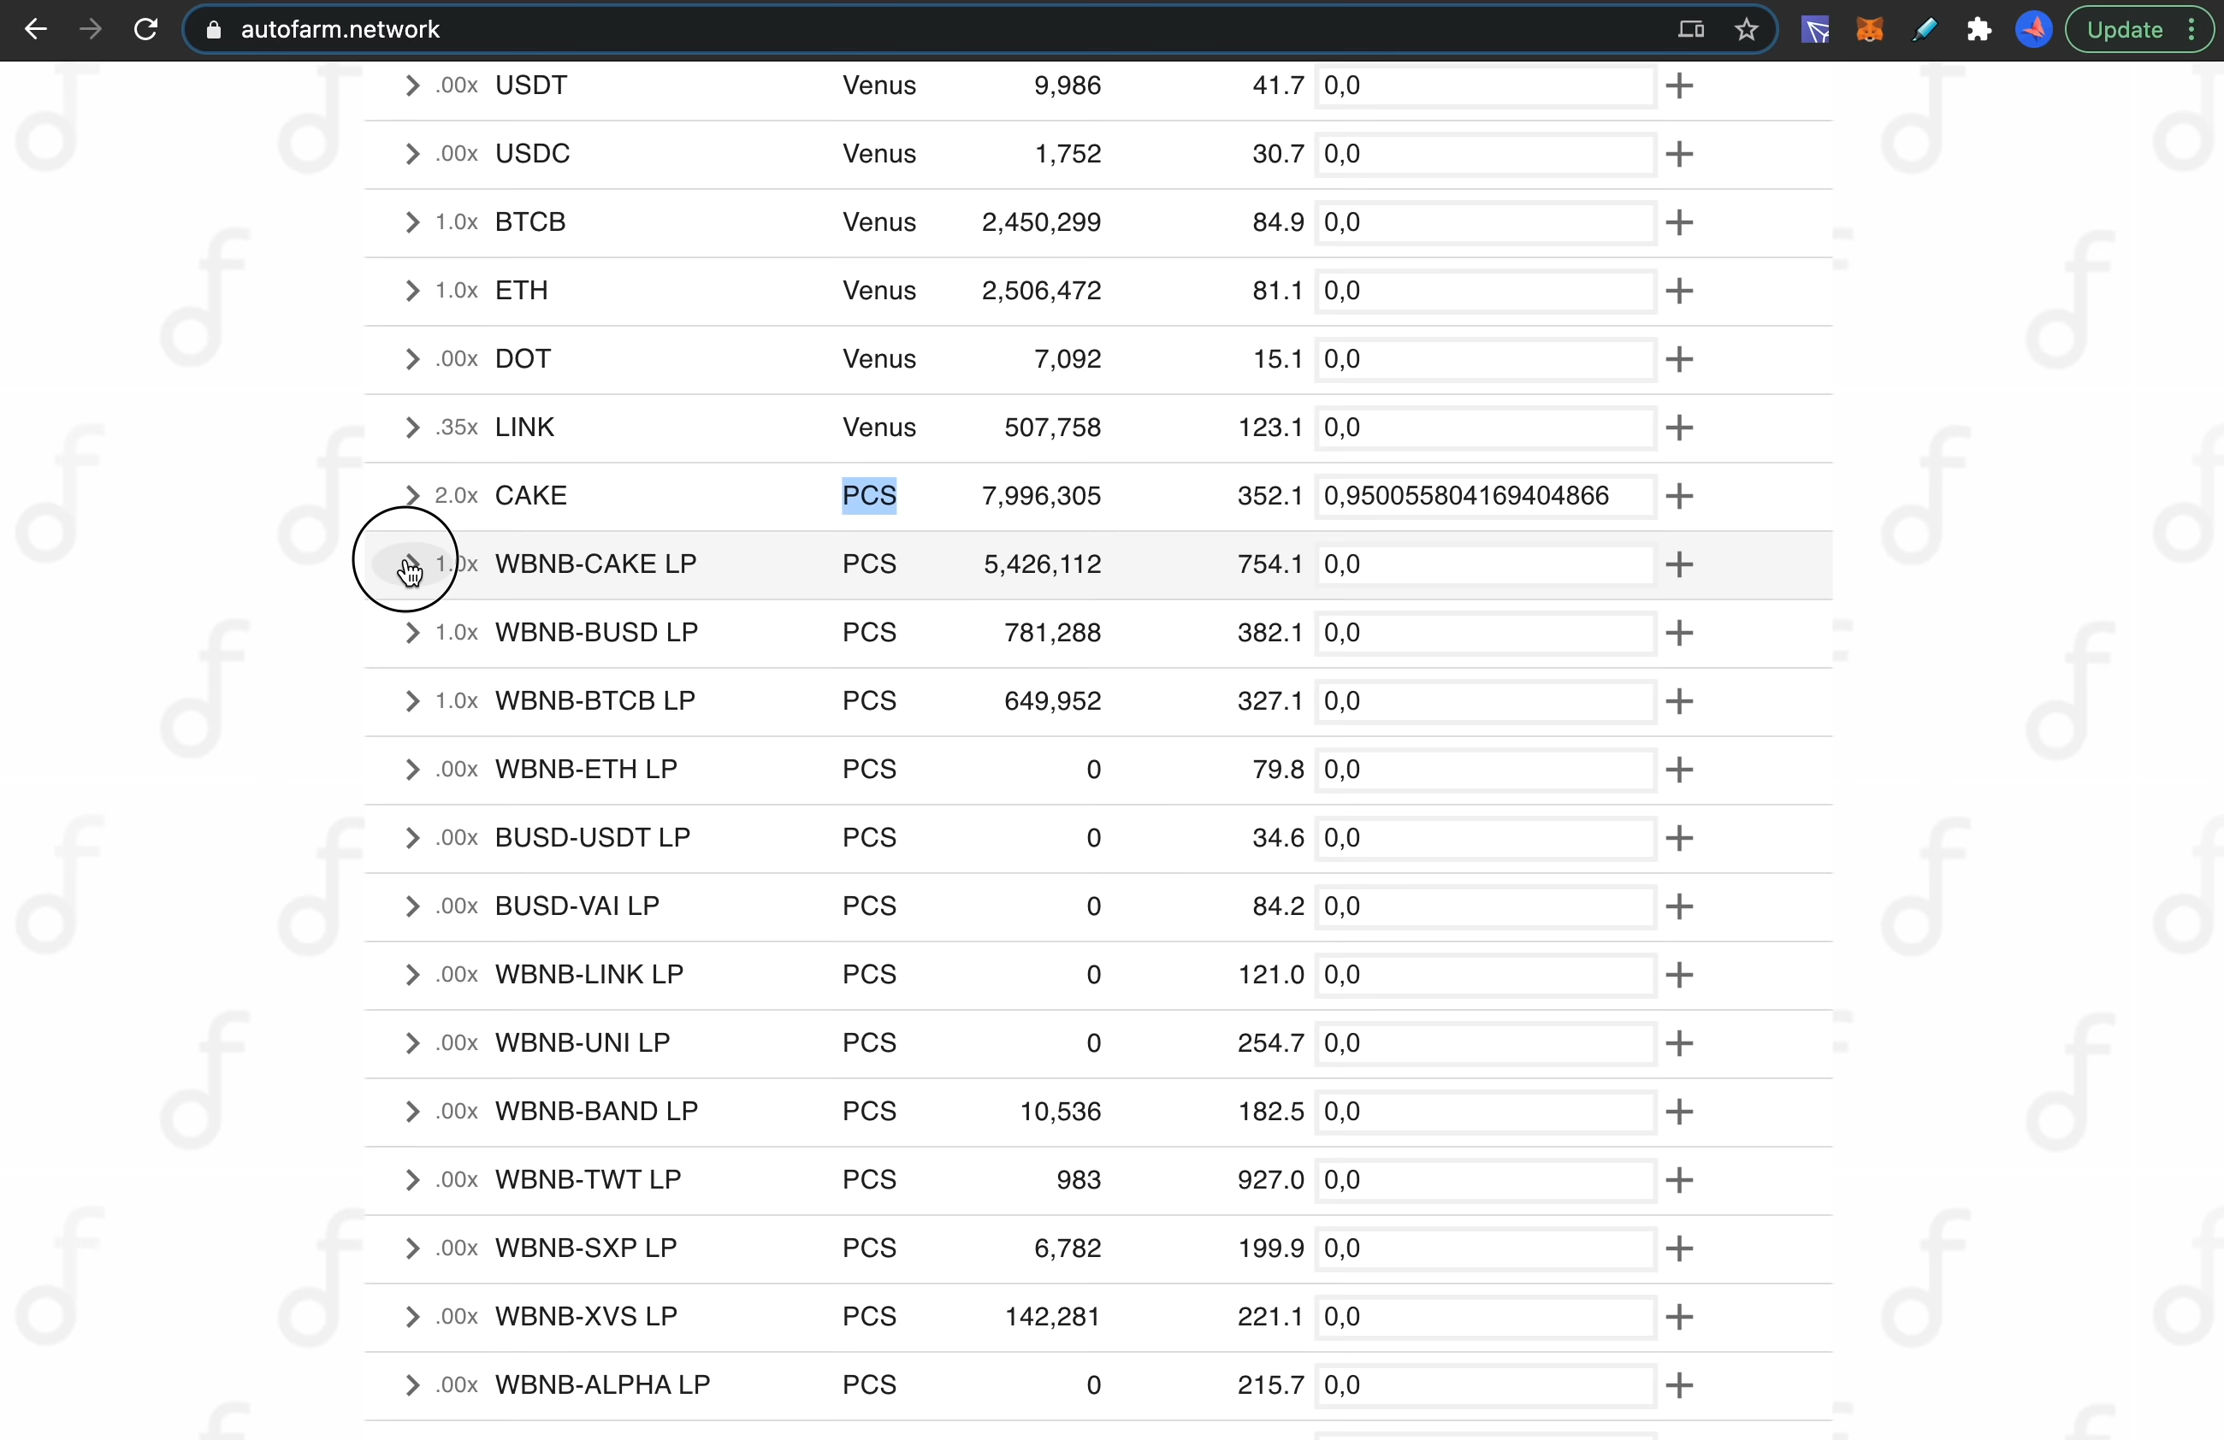 autofarm.network
Update
.00x USDT Venus 9,986 41.7 0,0
.00x USDC Venus 1,752 30.7 0,0
1.0x BTCB Venus 2,450,299 84.9 0,0
1.0x ETH Venus 2,506,472 81.1 0,0
.00x DOT Venus 7,092 15.1 0,0
.35x LINK Venus 507,758 123.1 0,0
2.0x CAKE PCS 7,996,305 352.1 0,950055804169404866
1.0x WBNB-CAKE LP PCS 5,426,112 754.1 0,0
1.0x WBNB-BUSD LP PCS 781,288 382.1 0,0
1.0x WBNB-BTCB LP PCS 649,952 327.1 0,0
.00x WBNB-ETH LP PCS 0 79.8 0,0
.00x BUSD-USDT LP PCS 0 34.6 0,0
.00x BUSD-VAI LP PCS 0 84.2 0,0
.00x WBNB-LINK LP PCS 0 121.0 0,0
.00x WBNB-UNI LP PCS 0 254.7 0,0
.00x WBNB-BAND LP PCS 10,536 182.5 0,0
.00x WBNB-TWT LP PCS 983 927.0 0,0
.00x WBNB-SXP LP PCS 6,782 199.9 0,0
.00x WBNB-XVS LP PCS 142,281 221.1 0,0
.00x WBNB-ALPHA LP PCS 0 215.7 0,0